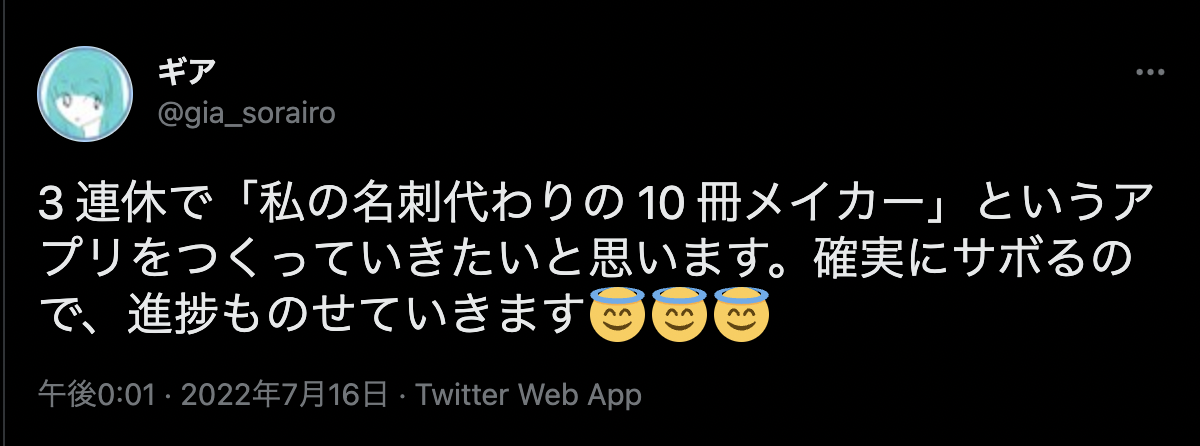 ギア
@gia_sorairo
3連休で「私の名刺代わりの10冊メイカー」というア
プリをつくっていきたいと思います。確実にサボるの
で、進捗ものせていきます😇😇😇
午後0:01 · 2022年7月16日 · Twitter Web App